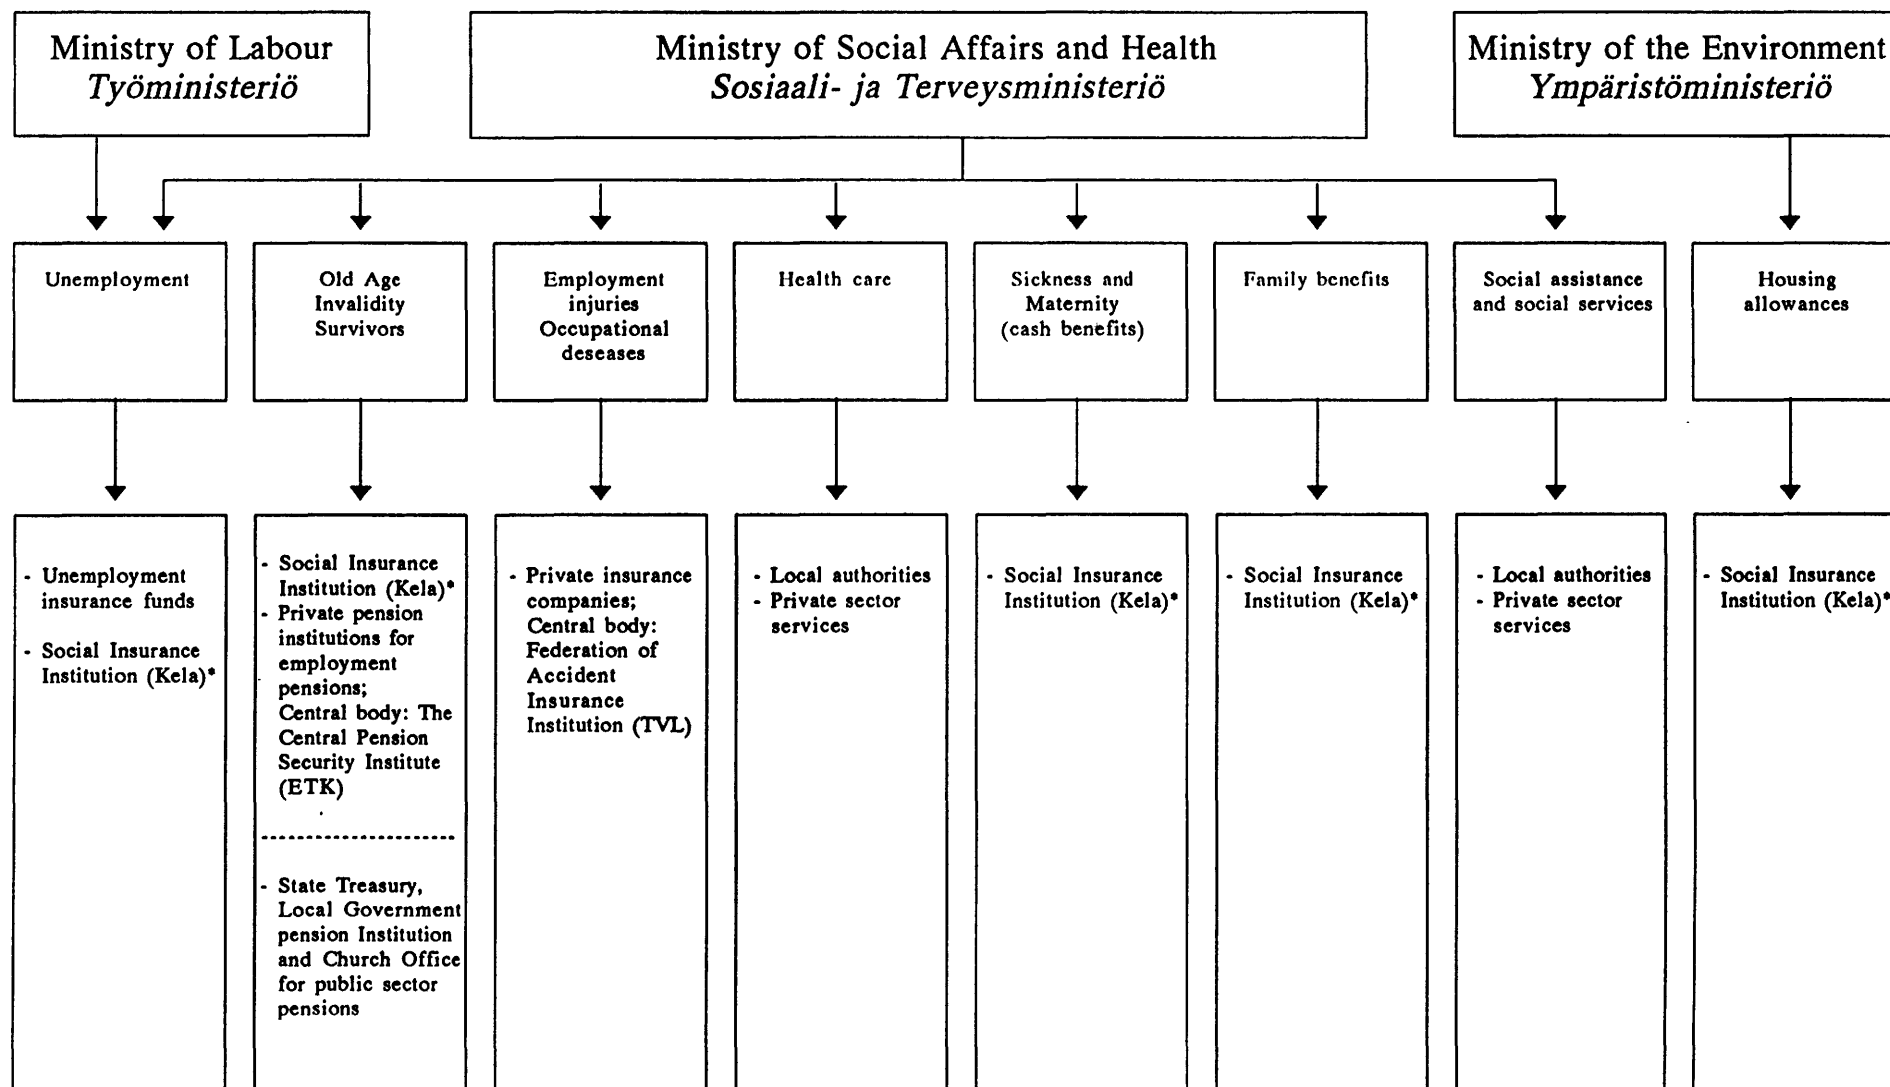 Ministry of Labour
Työministeriö
Ministry of Social Affairs and Health
Sosiaali- ja Terveysministeriö
Ministry of the Environment
Ympäristöministeriö
Unemployment
Old Age
Invalidity
Survivors
Employment
injuries
Occupational
deseases
Health care
Sickness and
Maternity
(cash benefits)
Family benefits
Social assistance
and social services
Housing
allowances
- Unemployment
insurance funds
- Social Insurance
Institution (Kela)*
- Social Insurance
Institution (Kela)*
- Private pension
institutions for
employment
pensions;
Central body: The
Central Pension
Security Institute
(ETK)
- State Treasury,
Local Government
pension Institution
and Church Office
for public sector
pensions
- Private insurance
companies;
Central body:
Federation of
Accident
Insurance
Institution (TVL)
- Local authorities
- Private sector
services
- Social Insurance
Institution (Kela)*
- Social Insurance
Institution (Kela)*
- Local authorities
- Private sector
services
- Social Insurance
Institution (Kela)*